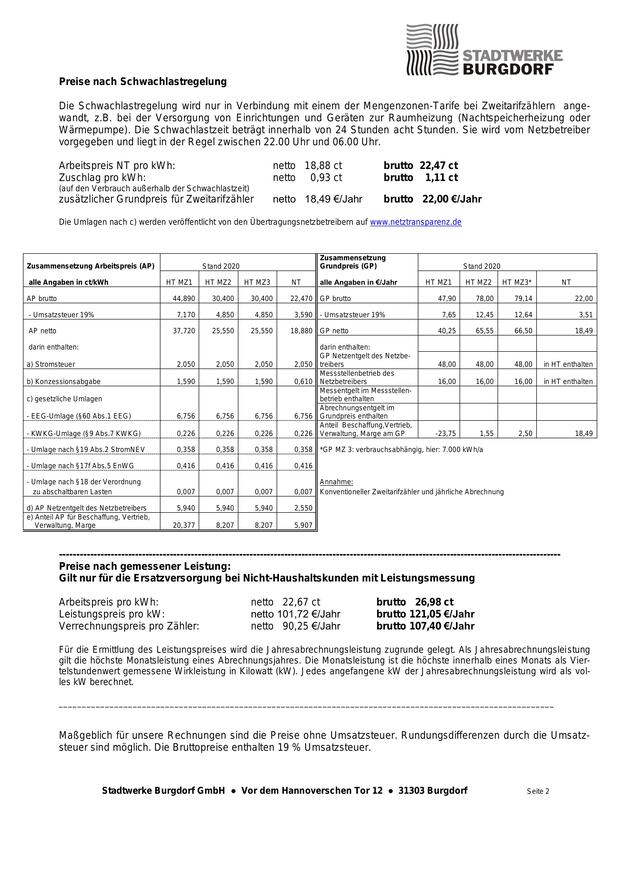 STADTWERKE
BURGDORF
Preise nach Schwachlastregelung
Die Schwachlastregelung wird nur in Verbindung mit einem der Mengenzonen-Tarife bei Zweitarifzählern ange-
wandt, z.B. bei der Versorgung von Einrichtungen und Geräten zur Raumheizung (Nachtspeicherheizung oder
Wärmepumpe). Die Schwachlastzeit beträgt innerhalb von 24 Stunden acht Stunden. Sie wird vom Netzbetreiber
vorgegeben und liegt in der Regel zwischen 22.00 Uhr und 06.00 Uhr.
Arbeitspreis NT pro kWh: netto 18,88 ct brutto 22,47 ct
Zuschlag pro kWh: netto 0,93 ct brutto 1,11 ct
(auf den Verbrauch außerhalb der Schwachlastzeit)
zusätzlicher Grundpreis für Zweitarifzähler netto 18,49 €/Jahr brutto 22,00 €/Jahr
Die Umlagen nach c) werden veröffentlicht von den Übertragungsnetzbetreibern auf www.netztransparenz.de
Zusammensetzung Arbeitspreis (AP) Stand 2020
alle Angaben in ct/kWh HT MZ1 HT MZ2 HT MZ3 NT
AP brutto 44,890 30,400 30,400 22,470
- Umsatzsteuer 19% 7,170 4,850 4,850 3,590
AP netto 37,720 25,550 25,550 18,880
darin enthalten:
a) Stromsteuer 2,050 2,050 2,050 2,050
b) Konzessionsabgabe 1,590 1,590 1,590 0,610
c) gesetzliche Umlagen
- EEG-Umlage (§60 Abs.1 EEG) 6,756 6,756 6,756 6,756
- KWKG-Umlage (§9 Abs.7 KWKG) 0,226 0,226 0,226 0,226
- Umlage nach §19 Abs.2 StromNEV 0,358 0,358 0,358 0,358
- Umlage nach §17f Abs.5 EnWG 0,416 0,416 0,416 0,416
- Umlage nach §18 der Verordnung
zu abschaltbaren Lasten 0,007 0,007 0,007 0,007
d) AP Netzentgelt des Netzbetreibers 5,940 5,940 5,940 2,550
e) Anteil AP für Beschaffung, Vertrieb,
Verwaltung, Marge 20,377 8,207 8,207 5,907
Zusammensetzung
Grundpreis (GP) Stand 2020
alle Angaben in €/Jahr HT MZ1 HT MZ2 HT MZ3* NT
GP brutto 47,90 78,00 79,14 22,00
- Umsatzsteuer 19% 7,65 12,45 12,64 3,51
GP netto 40,25 65,55 66,50 18,49
darin enthalten:
GP Netzentgelt des Netzbe-
treibers 48,00 48,00 48,00 in HT enthalten
Messstellenbetrieb des
Netzbetreibers 16,00 16,00 16,00 in HT enthalten
Messentgelt im Messstellen-
betrieb enthalten
Abrechnungsentgelt im
Grundpreis enthalten
Anteil Beschaffung,Vertrieb,
Verwaltung, Marge am GP -23,75 1,55 2,50 18,49
*GP MZ 3: verbrauchsabhängig, hier: 7.000 kWh/a
Annahme:
Konventioneller Zweitarifzähler und jährliche Abrechnung
Preise nach gemessener Leistung:
Gilt nur für die Ersatzversorgung bei Nicht-Haushaltskunden mit Leistungsmessung
Arbeitspreis pro kWh: netto 22,67 ct brutto 26,98 ct
Leistungspreis pro kW: netto 101,72 €/Jahr brutto 121,05 €/Jahr
Verrechnungspreis pro Zähler: netto 90,25 €/Jahr brutto 107,40 €/Jahr
Für die Ermittlung des Leistungspreises wird die Jahresabrechnungsleistung zugrunde gelegt. Als Jahresabrechnungsleistung
gilt die höchste Monatsleistung eines Abrechnungsjahres. Die Monatsleistung ist die höchste innerhalb eines Monats als Vier-
telstundenwert gemessene Wirkleistung in Kilowatt (kW). Jedes angefangene kW der Jahresabrechnungsleistung wird als vol-
les kW berechnet.
Maßgeblich für unsere Rechnungen sind die Preise ohne Umsatzsteuer. Rundungsdifferenzen durch die Umsatz-
steuer sind möglich. Die Bruttopreise enthalten 19 % Umsatzsteuer.
Stadtwerke Burgdorf GmbH ● Vor dem Hannoverschen Tor 12 ● 31303 Burgdorf Seite 2